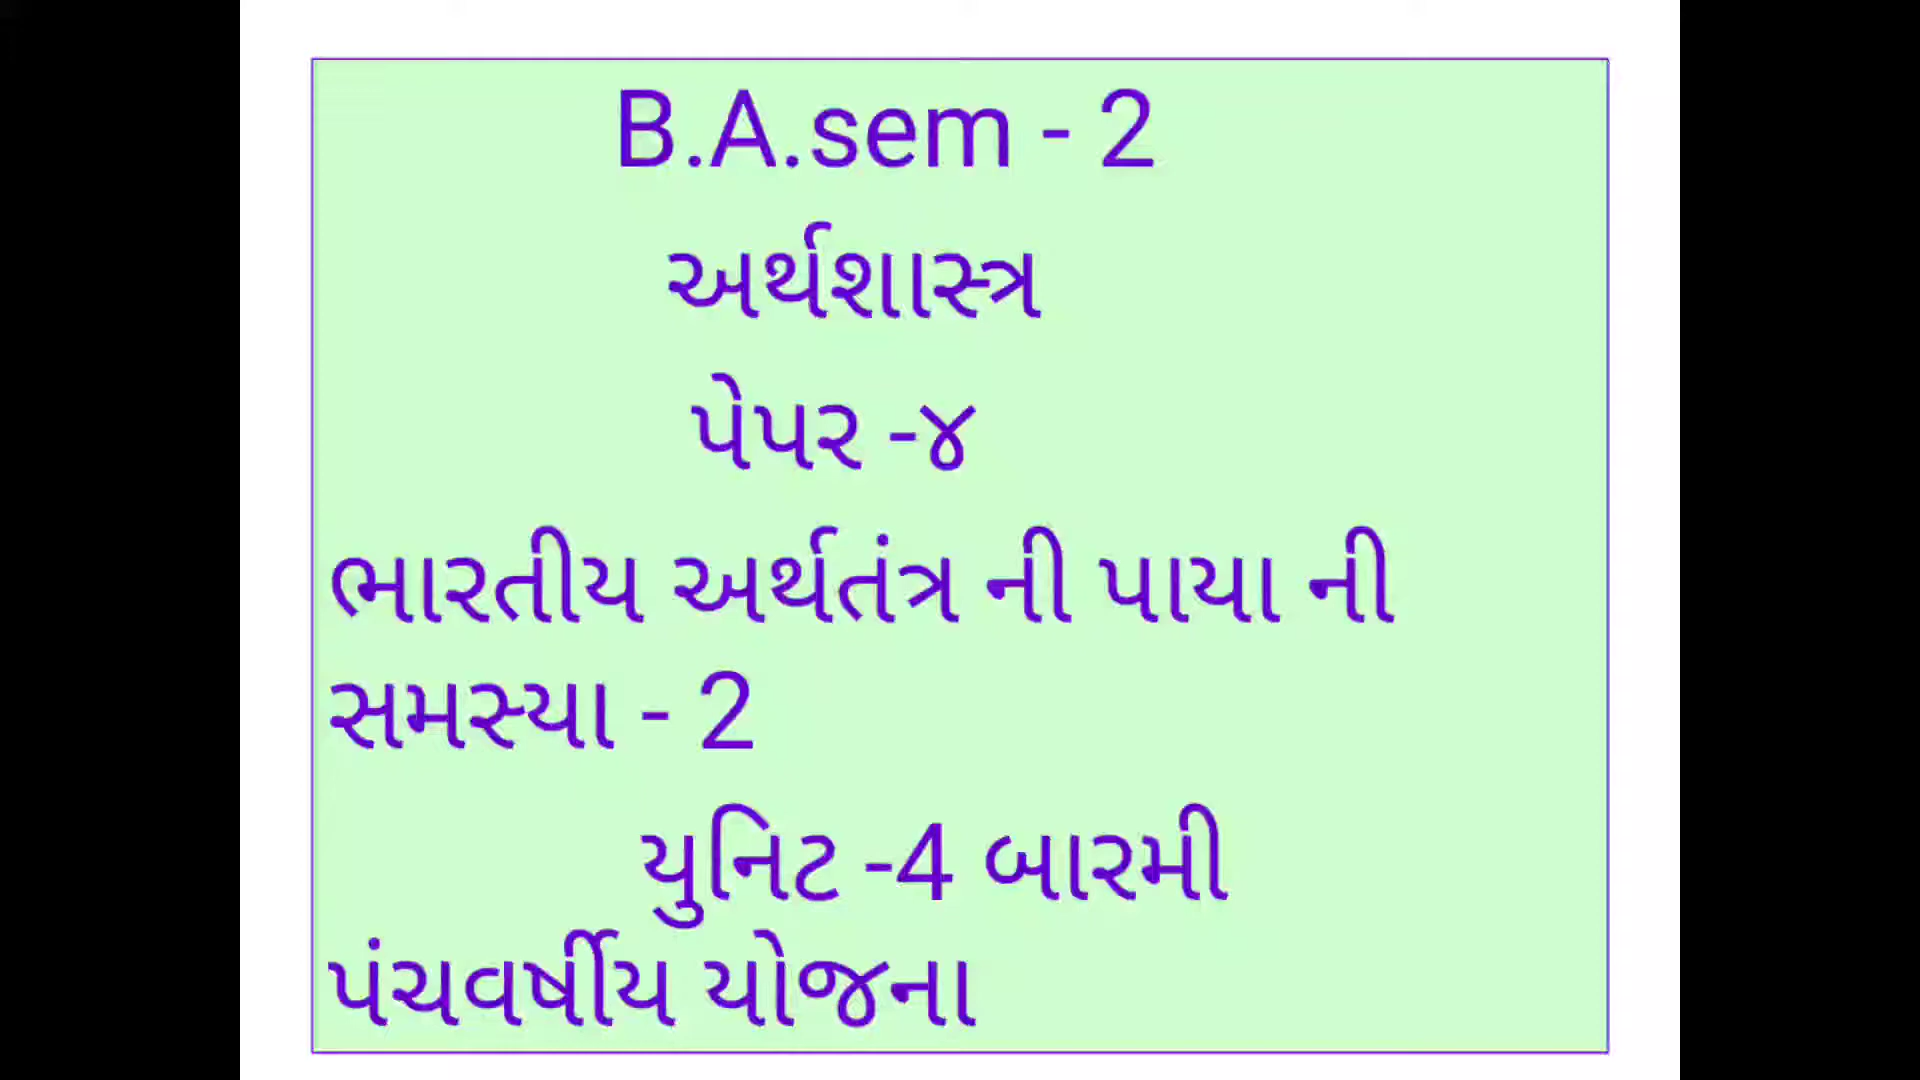 B.A.sem - 2
અર્થશાસ્ત્ર
પેપર -૪
ભારતીય અર્થતંત્ર ની પાયા ની
સમસ્યા - 2
યુનિટ -4 બારમી
પંચવર્ષીય યોજના